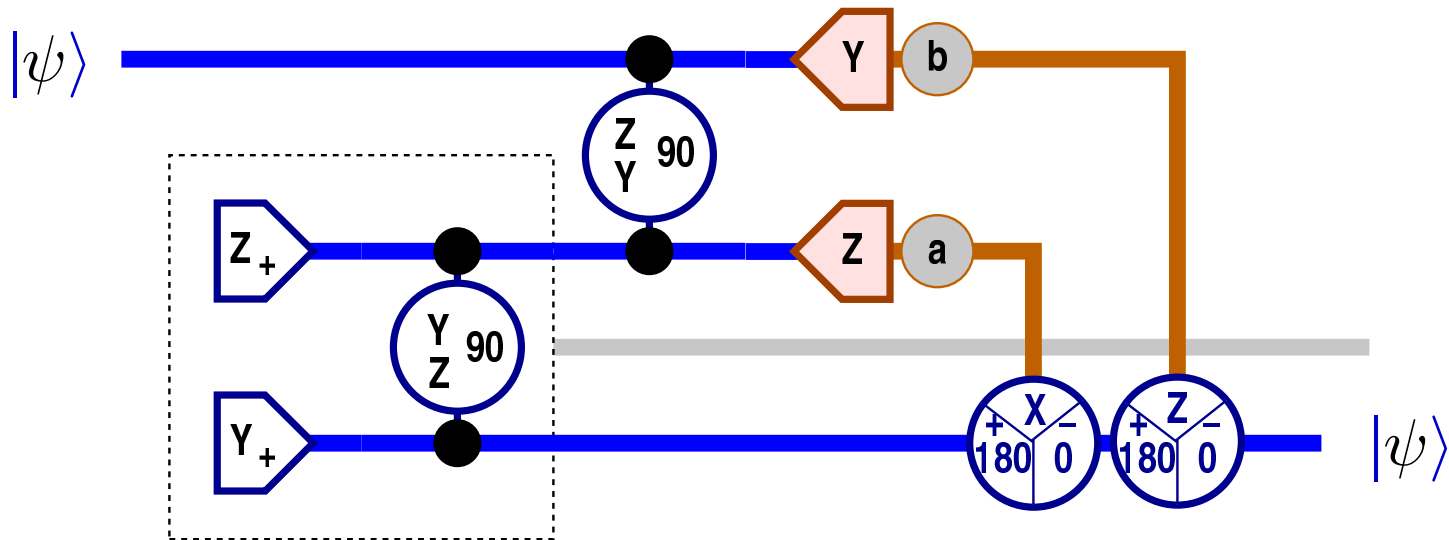 |ψ⟩
Y b
Z
Y 90
Z + Z a
Y
Z 90
Y + X + − 180 0 Z + − 180 0 |ψ⟩